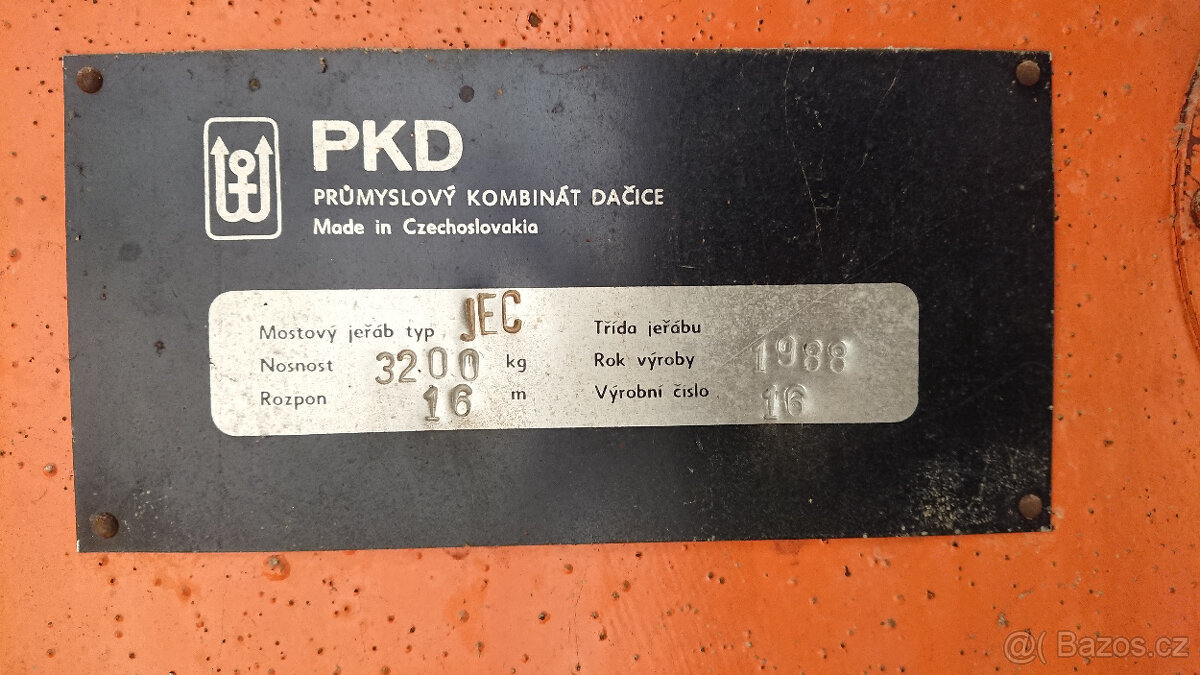 PKD
PRŮMYSLOVÝ KOMBINÁT DAČICE
Made in Czechoslovakia
Mostový jeřáb typ JEC
Nosnost 3200 kg
Rozpon 16 m
Třída jeřábu
Rok výroby 1988
Výrobní číslo 16
@( Bazos.cz